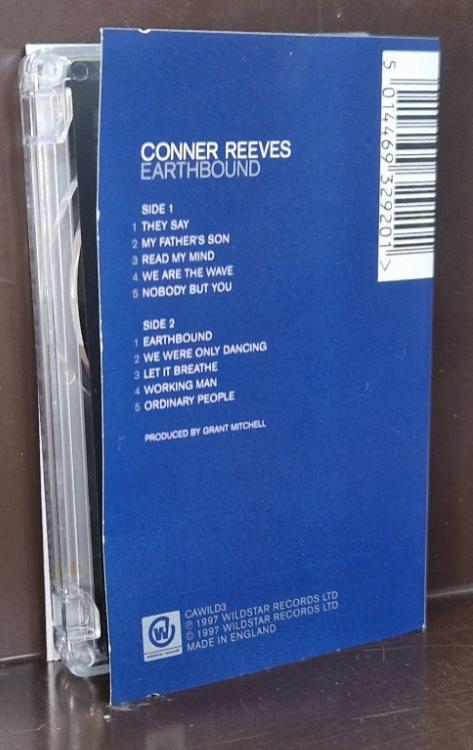 CONNER REEVES
EARTHBOUND
SIDE 1
1 THEY SAY
2 MY FATHER'S SON
3 READ MY MIND
4 WE ARE THE WAVE
5 NOBODY BUT YOU
SIDE 2
1 EARTHBOUND
2 WE WERE ONLY DANCING
3 LET IT BREATHE
4 WORKING MAN
5 ORDINARY PEOPLE
PRODUCED BY GRANT MITCHELL
CAWILD3
℗ 1997 WILDSTAR RECORDS LTD
© 1997 WILDSTAR RECORDS LTD
MADE IN ENGLAND
5 014469 329201 >